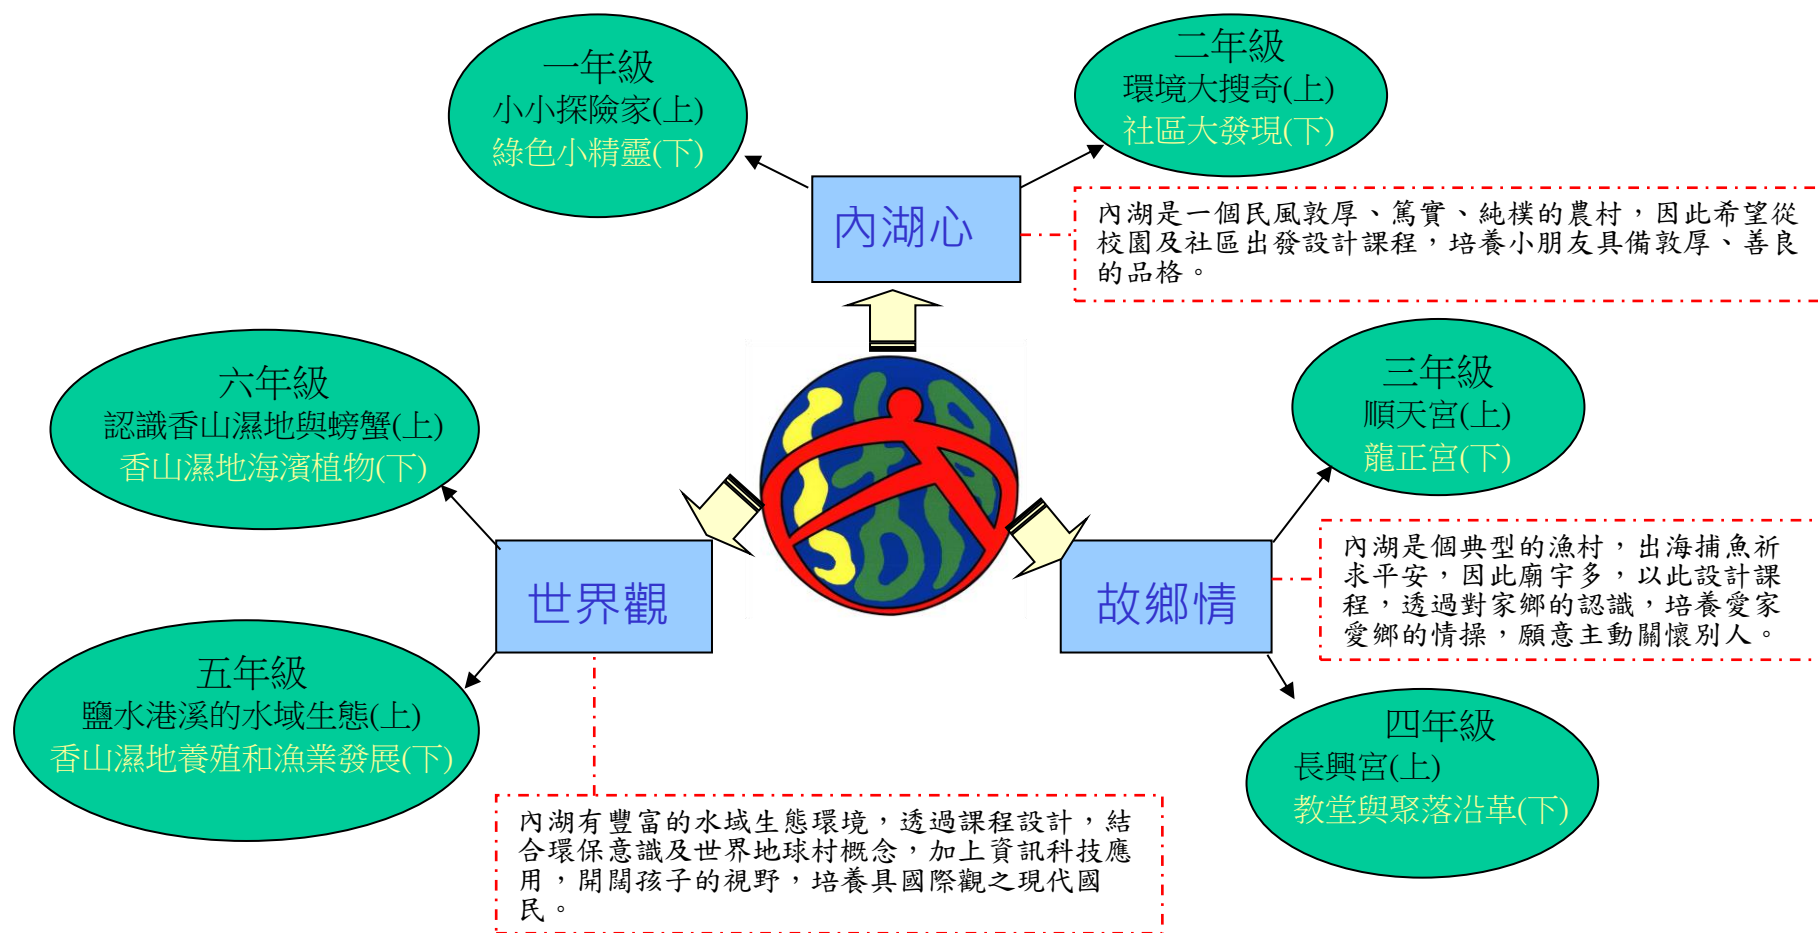 一年級
小小探險家(上)
綠色小精靈(下)
二年級
環境大搜奇(上)
社區大發現(下)
內湖心
內湖是一個民風敦厚、篤實、純樸的農村，因此希望從
校園及社區出發設計課程，培養小朋友具備敦厚、善良
的品格。
六年級
認識香山濕地與螃蟹(上)
香山濕地海濱植物(下)
三年級
順天宮(上)
龍正宮(下)
世界觀
故鄉情
內湖是個典型的漁村，出海捕魚祈
求平安，因此廟宇多，以此設計課
程，透過對家鄉的認識，培養愛家
愛鄉的情操，願意主動關懷別人。
五年級
鹽水港溪的水域生態(上)
香山濕地養殖和漁業發展(下)
四年級
長興宮(上)
教堂與聚落沿革(下)
內湖有豐富的水域生態環境，透過課程設計，結
合環保意識及世界地球村概念，加上資訊科技應
用，開闊孩子的視野，培養具國際觀之現代國
民。